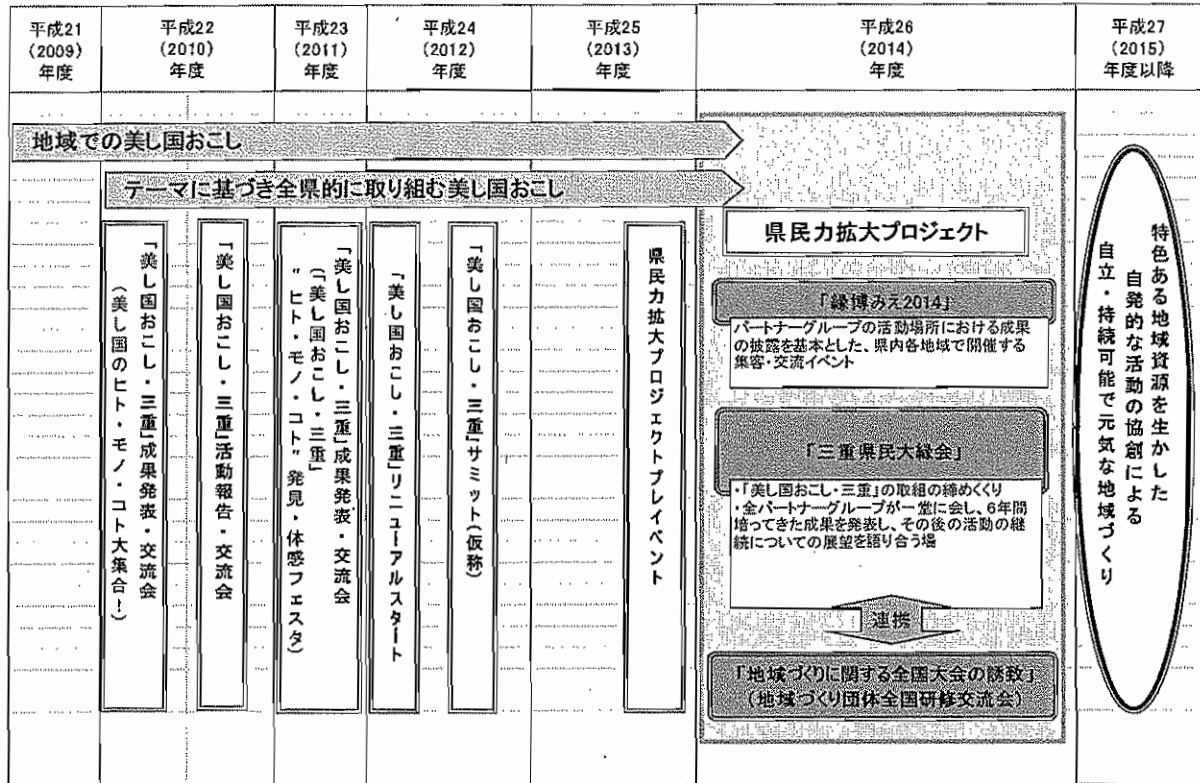 平成21
(2009)
年度
平成22
(2010)
年度
平成23
(2011)
年度
平成24
(2012)
年度
平成25
(2013)
年度
平成26
(2014)
年度
平成27
(2015)
年度以降
地域での美し国おこし
テーマに基づき全県的に取り組む美し国おこし
「美し国おこし・三重」成果発表・交流会
(美し国のヒト・モノ・コト大集合!)
「美し国おこし・三重」活動報告・交流会
「美し国おこし・三重」成果発表・交流会
(「美し国おこし・三重」
"ヒト・モノ・コト"発見・体感フェスタ)
「美し国おこし・三重」リニューアルスタート
「美し国おこし・三重」サミット(仮称)
県民力拡大プロジェクトプレイベント
県民力拡大プロジェクト
「縁博みえ2014」
パートナーグループの活動場所における成果
の披露を基本とした、県内各地域で開催する
集客・交流イベント
「三重県民大縁会」
・「美し国おこし・三重」の取組の締めくくり
・全パートナーグループが一堂に会し、6年間
培ってきた成果を発表し、その後の活動の継
続についての展望を語り合う場
連携
「地域づくりに関する全国大会の誘致」
(地域づくり団体全国研修交流会)
特色ある地域資源を生かした
自発的な活動の協創による
自立・持続可能で元気な地域づくり